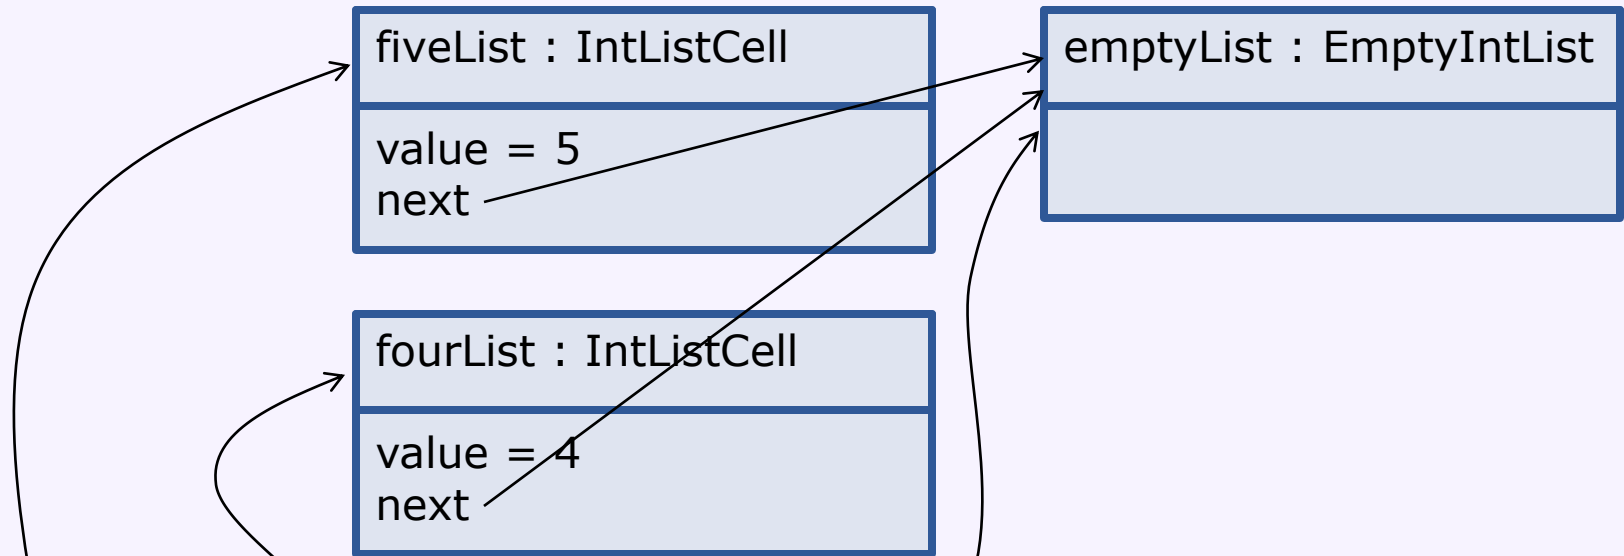 fiveList : IntListCell
value = 5
next
emptyList : EmptyIntList
fourList : IntListCell
value = 4
next